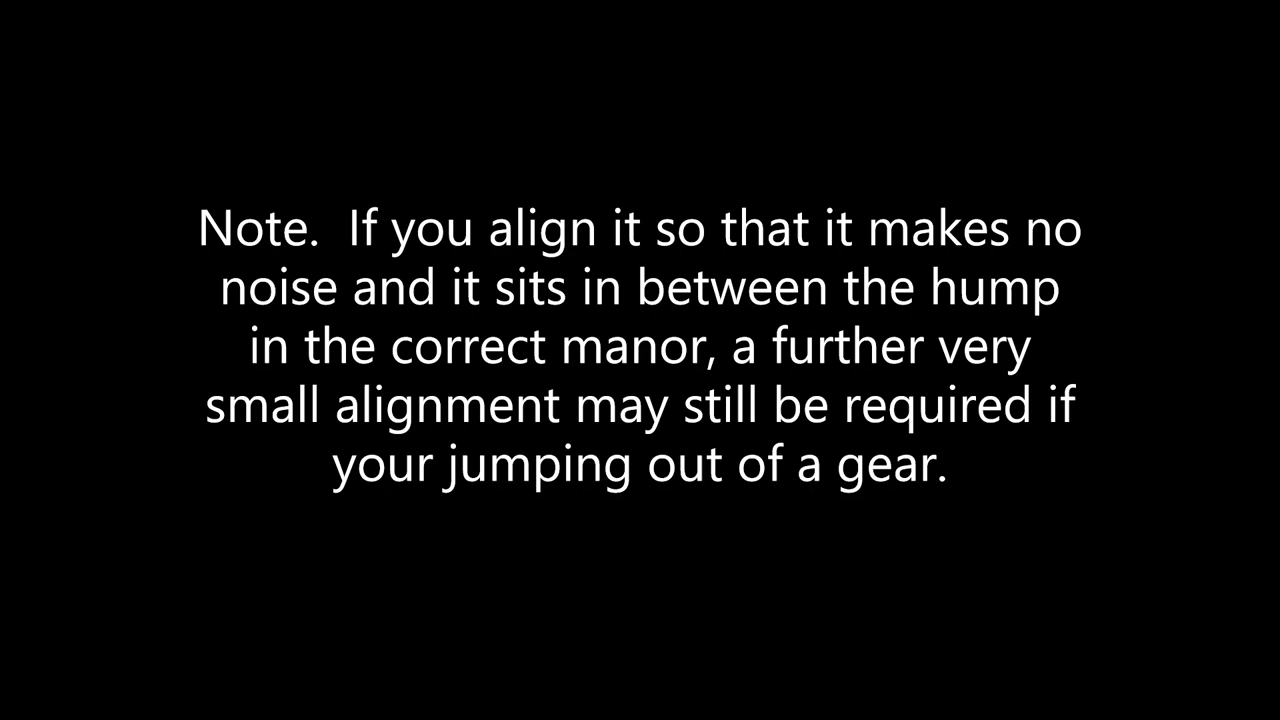 Note.  If you align it so that it makes no
noise and it sits in between the hump
in the correct manor, a further very
small alignment may still be required if
your jumping out of a gear.